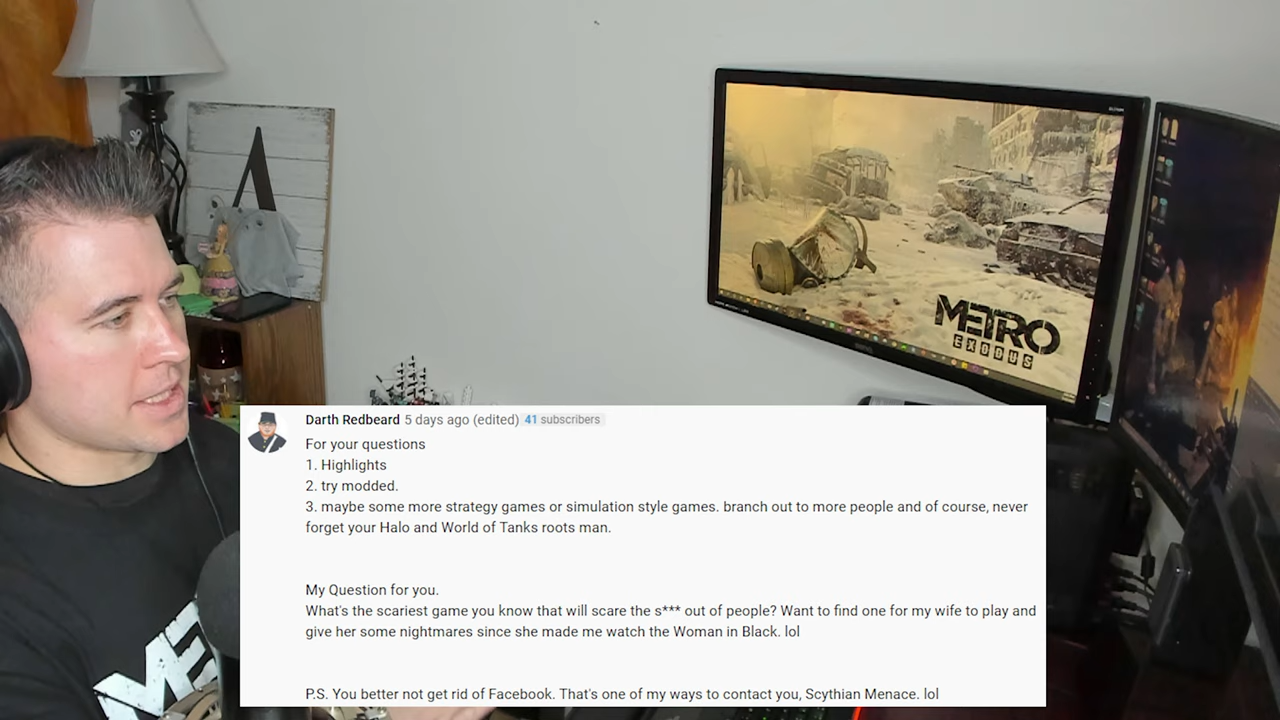 A
METRO
EXODUS
ME
Darth Redbeard 5 days ago (edited) 41 subscribers
For your questions
1. Highlights
2. try modded.
3. maybe some more strategy games or simulation style games. branch out to more people and of course, never
forget your Halo and World of Tanks roots man.
My Question for you.
What's the scariest game you know that will scare the s*** out of people? Want to find one for my wife to play and
give her some nightmares since she made me watch the Woman in Black. lol
P.S. You better not get rid of Facebook. That's one of my ways to contact you, Scythian Menace. lol